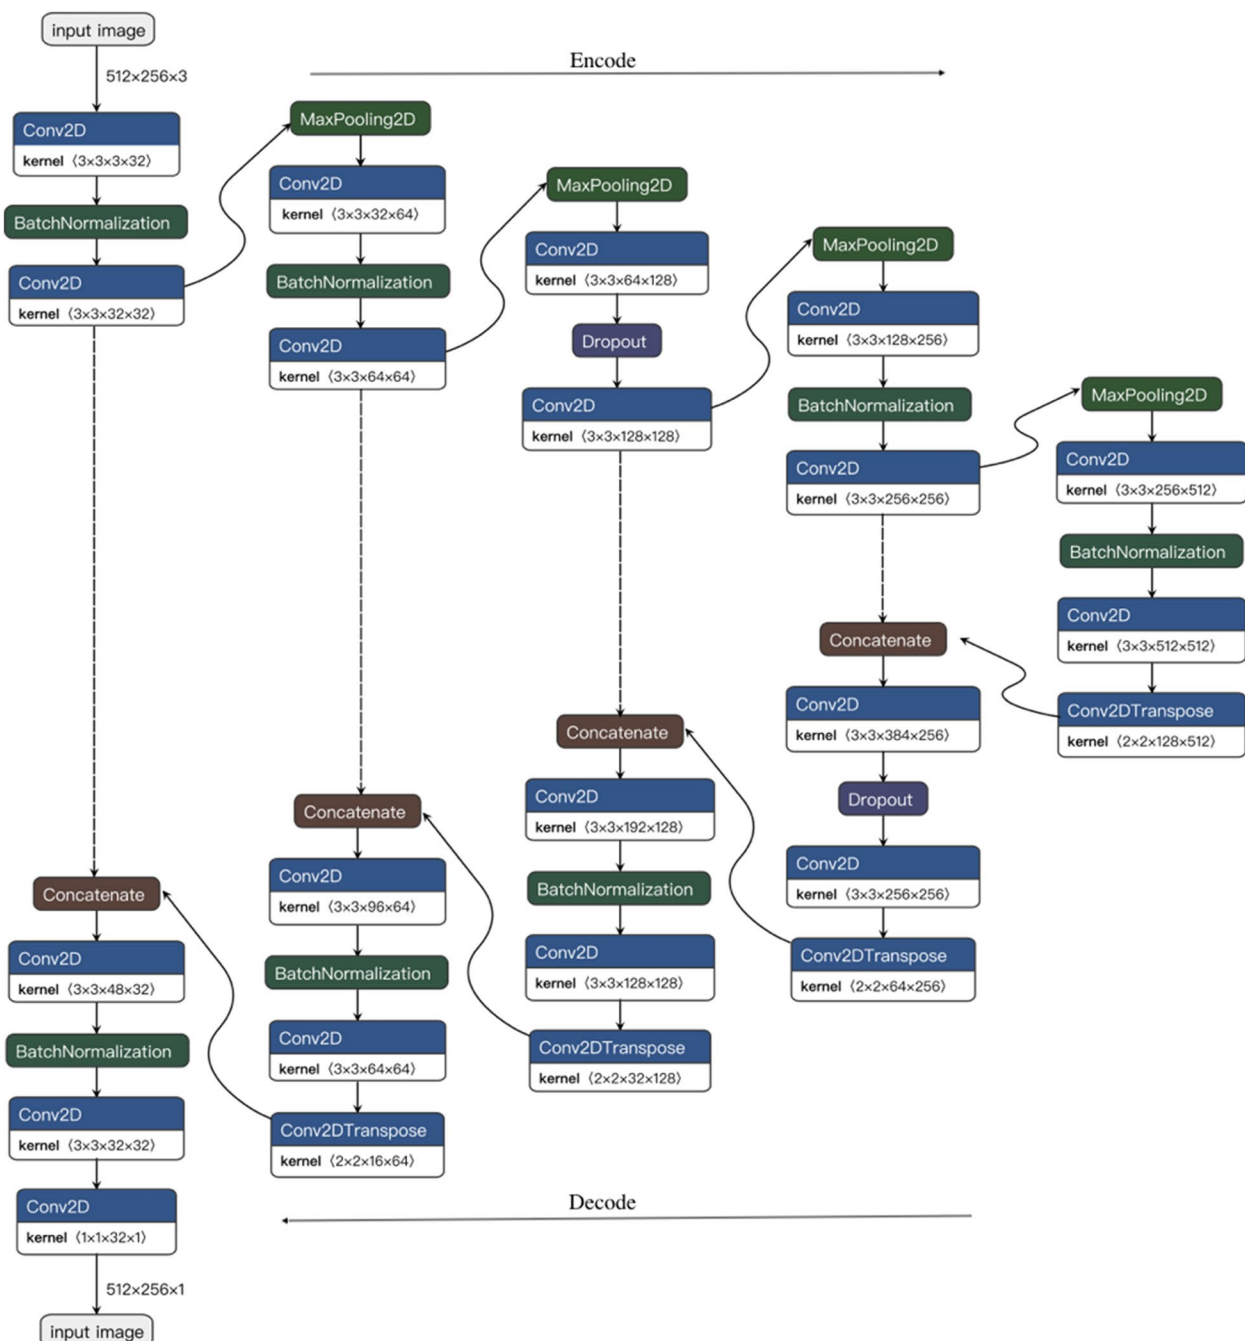 input image
512×256×3
Conv2D
kernel ⟨3×3×3×32⟩
BatchNormalization
Conv2D
kernel ⟨3×3×32×32⟩
Encode
MaxPooling2D
Conv2D
kernel ⟨3×3×32×64⟩
BatchNormalization
Conv2D
kernel ⟨3×3×64×64⟩
MaxPooling2D
Conv2D
kernel ⟨3×3×64×128⟩
Dropout
Conv2D
kernel ⟨3×3×128×128⟩
MaxPooling2D
Conv2D
kernel ⟨3×3×128×256⟩
BatchNormalization
Conv2D
kernel ⟨3×3×256×256⟩
MaxPooling2D
Conv2D
kernel ⟨3×3×256×512⟩
BatchNormalization
Conv2D
kernel ⟨3×3×512×512⟩
Conv2DTranspose
kernel ⟨2×2×128×512⟩
Concatenate
Conv2D
kernel ⟨3×3×384×256⟩
Dropout
Conv2D
kernel ⟨3×3×256×256⟩
Conv2DTranspose
kernel ⟨2×2×64×256⟩
Concatenate
Conv2D
kernel ⟨3×3×192×128⟩
BatchNormalization
Conv2D
kernel ⟨3×3×128×128⟩
Conv2DTranspose
kernel ⟨2×2×32×128⟩
Concatenate
Conv2D
kernel ⟨3×3×96×64⟩
BatchNormalization
Conv2D
kernel ⟨3×3×64×64⟩
Conv2DTranspose
kernel ⟨2×2×16×64⟩
Concatenate
Conv2D
kernel ⟨3×3×48×32⟩
BatchNormalization
Conv2D
kernel ⟨3×3×32×32⟩
Conv2D
kernel ⟨1×1×32×1⟩
Decode
512×256×1
input image